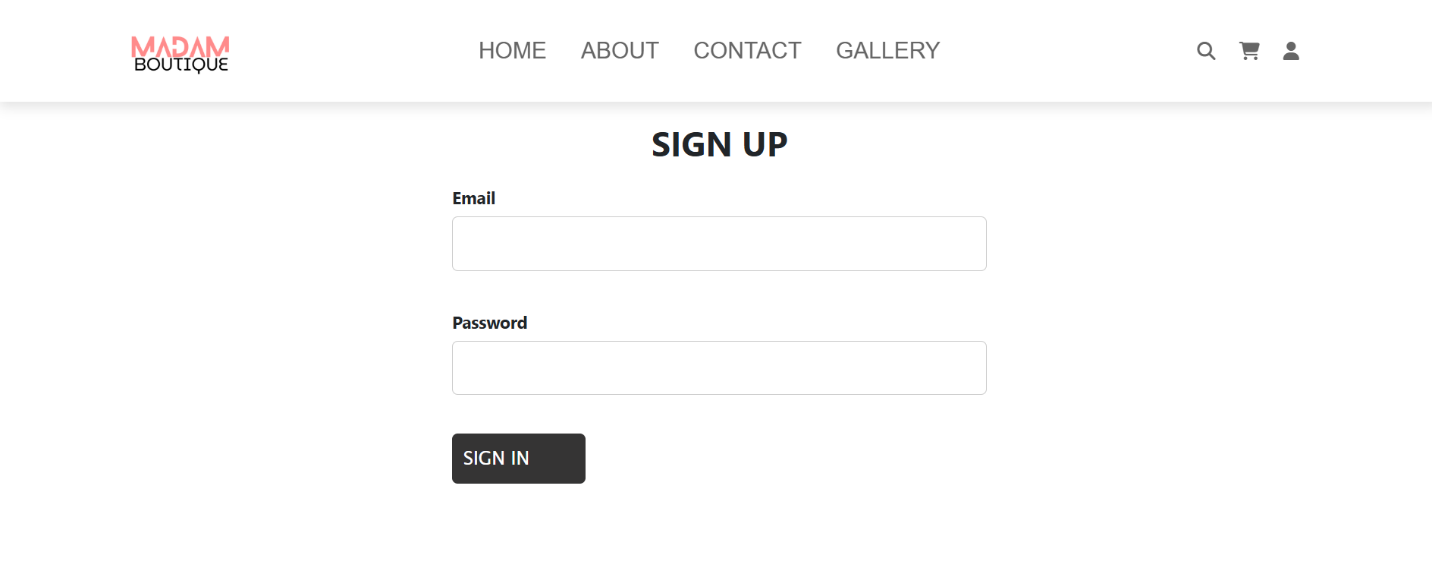 MADAM
BOUTIQUE
HOME ABOUT CONTACT GALLERY
SIGN UP
Email
Password
SIGN IN